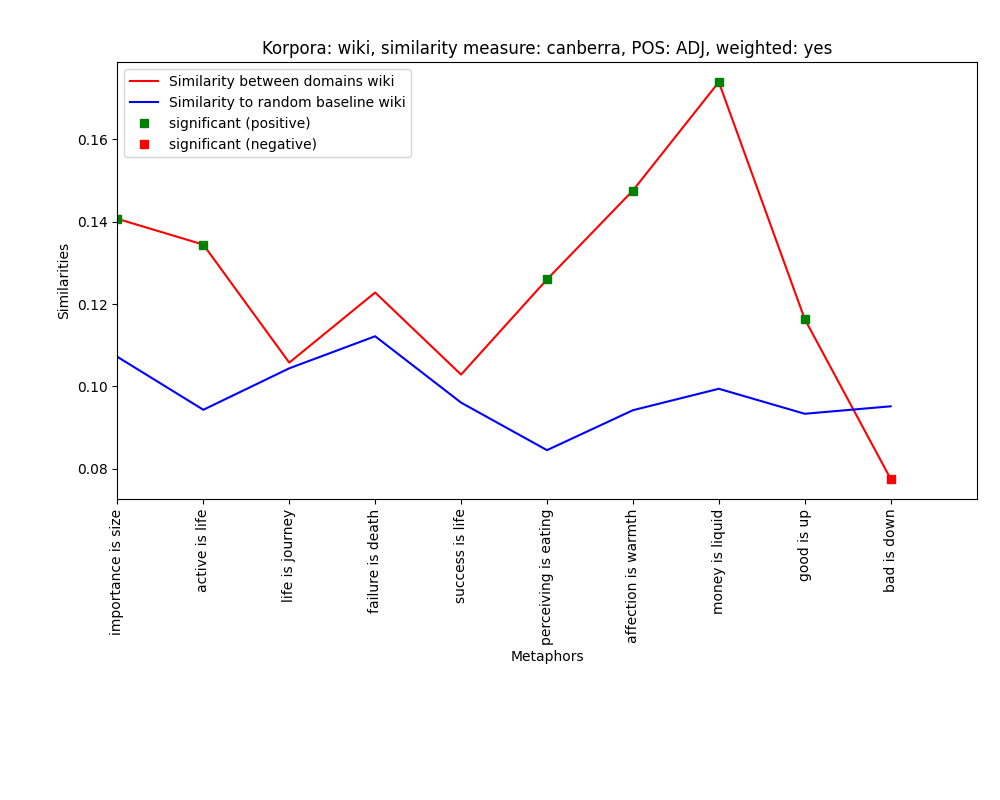 Korpora: wiki, similarity measure: canberra, POS: ADJ, weighted: yes
Similarity between domains wiki
Similarity to random baseline wiki
significant (positive)
significant (negative)
Similarities
0.16
0.14
0.12
0.10
0.08
importance is size
active is life
life is journey
failure is death
success is life
perceiving is eating
affection is warmth
money is liquid
good is up
bad is down
Metaphors